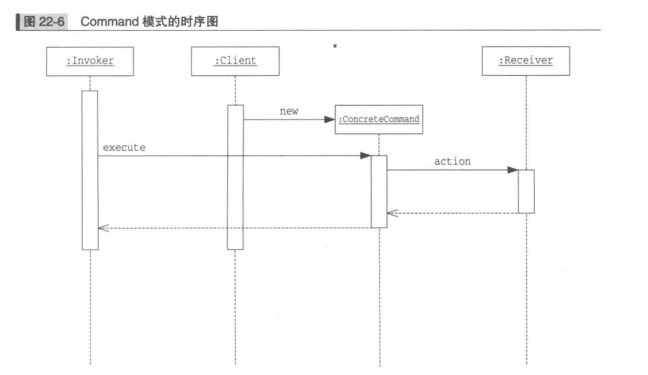 图 22-6 Command 模式的时序图
:Invoker
:Client
:Receiver
new
:ConcreteCommand
execute
action